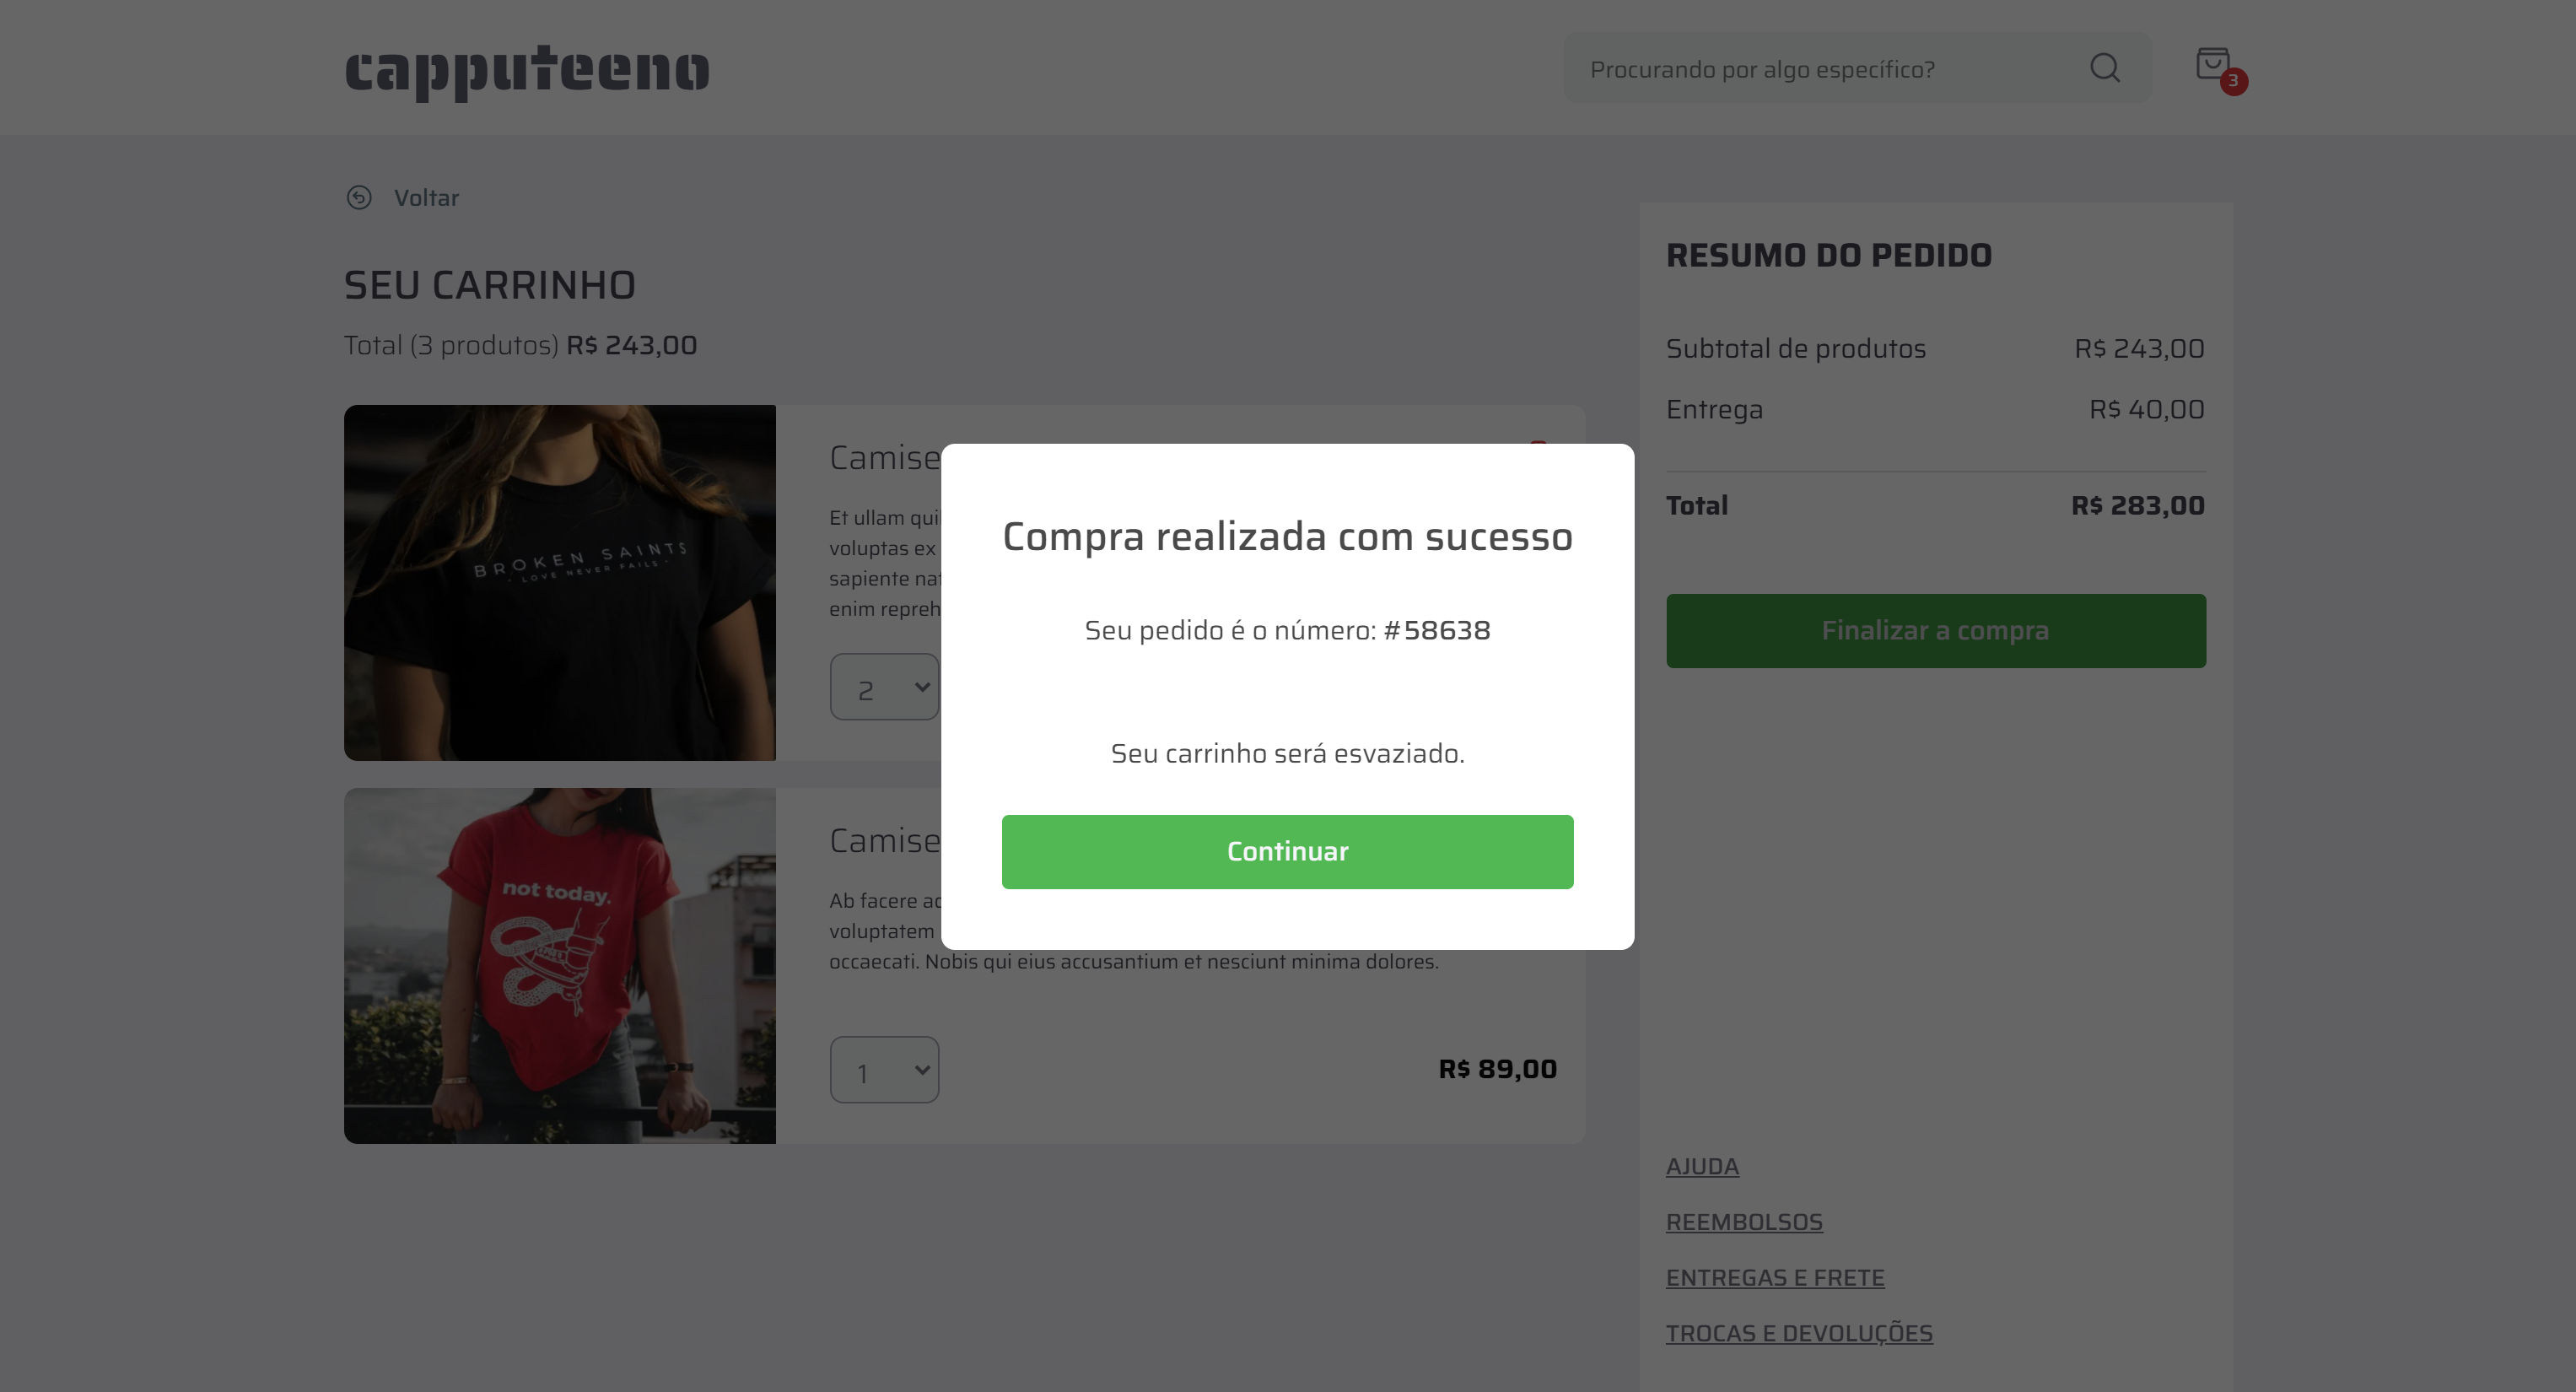 capputeeno
Procurando por algo específico?
3
Voltar
SEU CARRINHO
Total (3 produtos) R$ 243,00
BROKEN SAINTS
· LOVE NEVER FAILS ·
Camise
Et ullam qui
voluptas ex
sapiente nat
enim repreh
2
not today.
Camise
Ab facere ac
voluptatem
occaecati. Nobis qui eius accusantium et nesciunt minima dolores.
1
R$ 89,00
Compra realizada com sucesso
Seu pedido é o número: #58638
Seu carrinho será esvaziado.
Continuar
RESUMO DO PEDIDO
Subtotal de produtos R$ 243,00
Entrega R$ 40,00
Total R$ 283,00
Finalizar a compra
AJUDA
REEMBOLSOS
ENTREGAS E FRETE
TROCAS E DEVOLUÇÕES